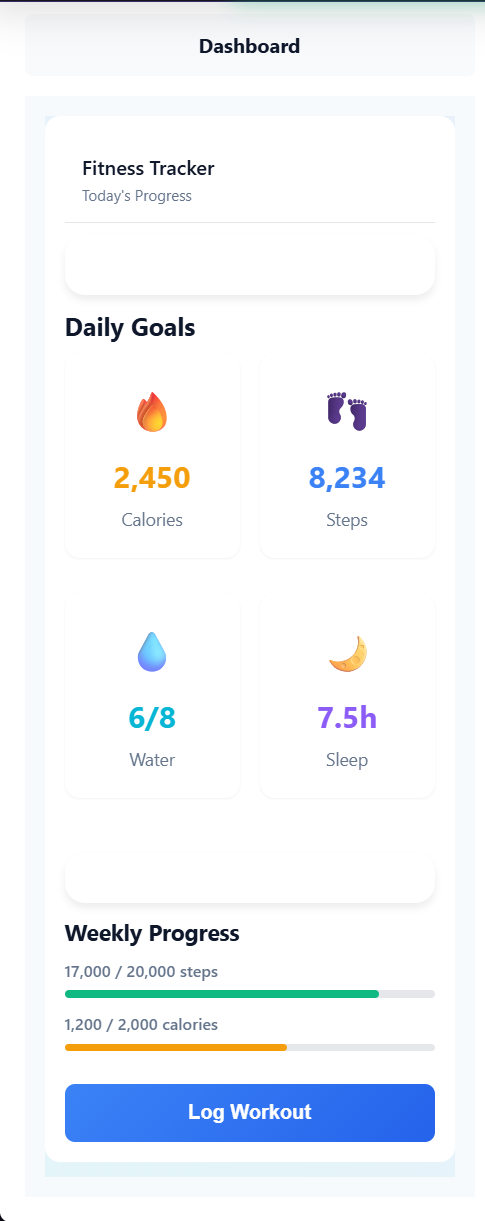 Dashboard
Fitness Tracker
Today's Progress
Daily Goals
2,450
Calories
8,234
Steps
6/8
Water
7.5h
Sleep
Weekly Progress
17,000 / 20,000 steps
1,200 / 2,000 calories
Log Workout